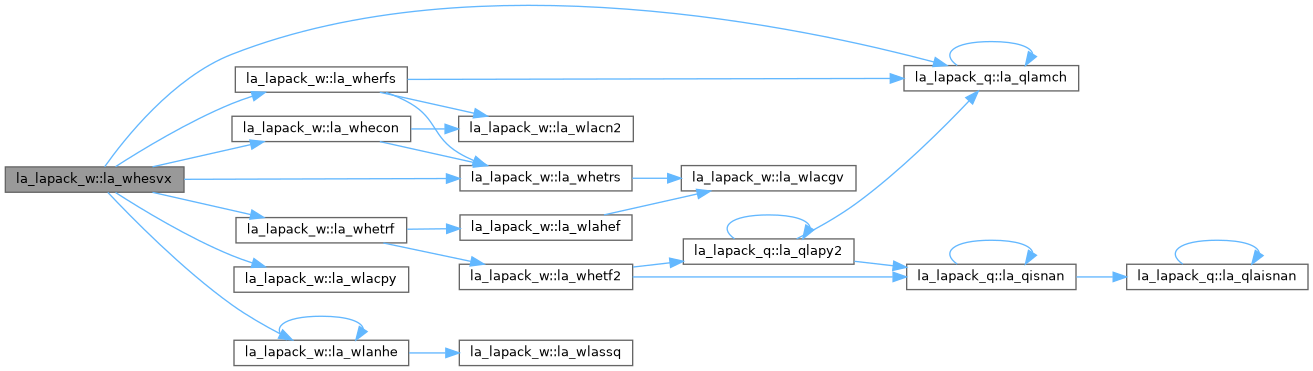 la_lapack_w::la_whesvx
la_lapack_w::la_wherfs
la_lapack_w::la_whecon
la_lapack_w::la_whetrf
la_lapack_w::la_wlacpy
la_lapack_w::la_wlanhe
la_lapack_w::la_wlacn2
la_lapack_w::la_whetrs
la_lapack_w::la_wlahef
la_lapack_w::la_whetf2
la_lapack_w::la_wlassq
la_lapack_w::la_wlacgv
la_lapack_q::la_qlapy2
la_lapack_q::la_qlamch
la_lapack_q::la_qisnan
la_lapack_q::la_qlaisnan